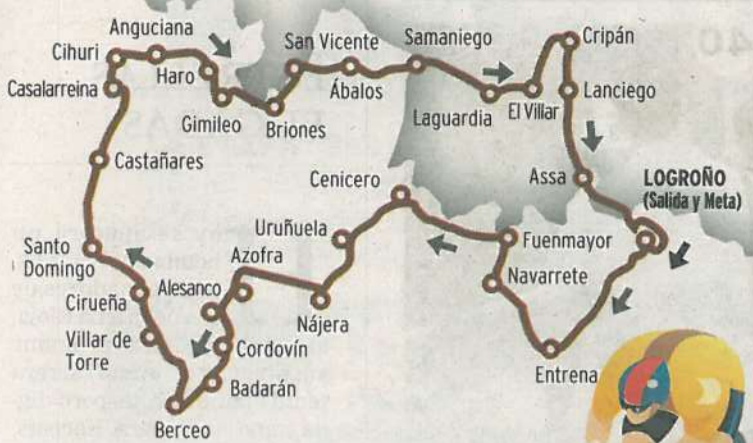 40
Anguciana
Cihuri
San Vicente
Samaniego
Cripán
Haro
Casalarreina
Ábalos
Laguardia
El Villar
Lanciego
Gimileo
Briones
Castañares
Assa
LOGROÑO
(Salida y Meta)
Cenicero
Uruñuela
Fuenmayor
Santo
Domingo
Azofra
Alesanco
Navarrete
Cirueña
Nájera
Villar de
Torre
Cordovín
Badarán
Entrena
Berceo